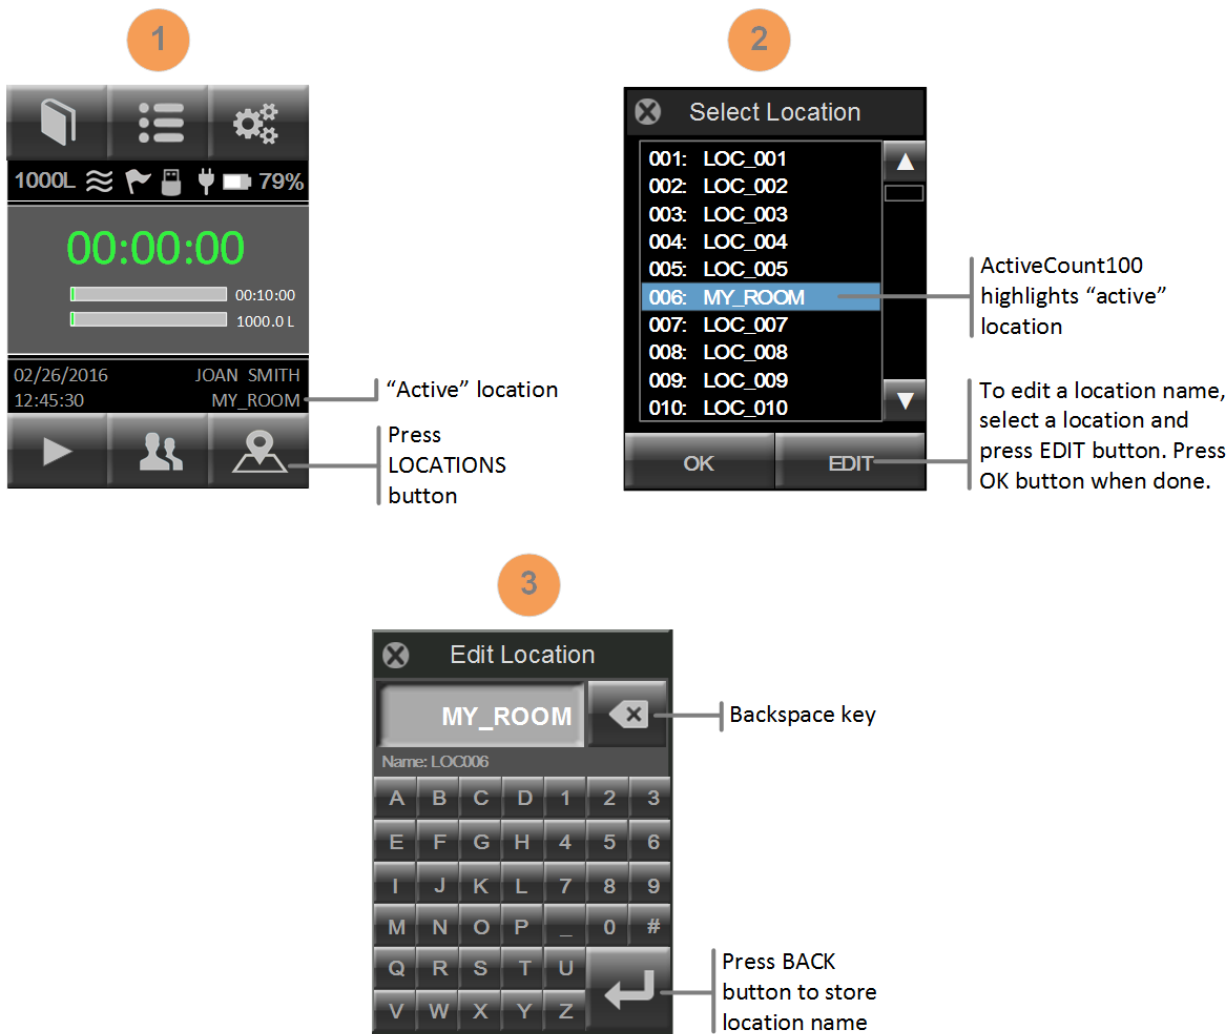 1
1000L 79%
00:00:00
00:10:00
1000.0 L
02/26/2016 JOAN SMITH
12:45:30 MY_ROOM
"Active" location
Press
LOCATIONS
button
2
Select Location
001: LOC_001
002: LOC_002
003: LOC_003
004: LOC_004
005: LOC_005
006: MY_ROOM
007: LOC_007
008: LOC_008
009: LOC_009
010: LOC_010
OK EDIT
ActiveCount100
highlights "active"
location
To edit a location name,
select a location and
press EDIT button. Press
OK button when done.
3
Edit Location
MY_ROOM
Name: LOC006
A B C D 1 2 3
E F G H 4 5 6
I J K L 7 8 9
M N O P _ 0 #
Q R S T U
V W X Y Z
Backspace key
Press BACK
button to store
location name